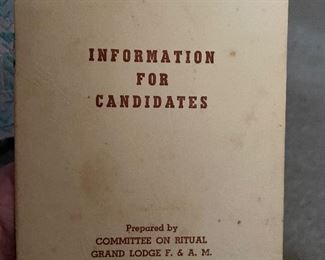 INFORMATION
FOR
CANDIDATES
Prepared by
COMMITTEE ON RITUAL
GRAND LODGE F. & A. M.